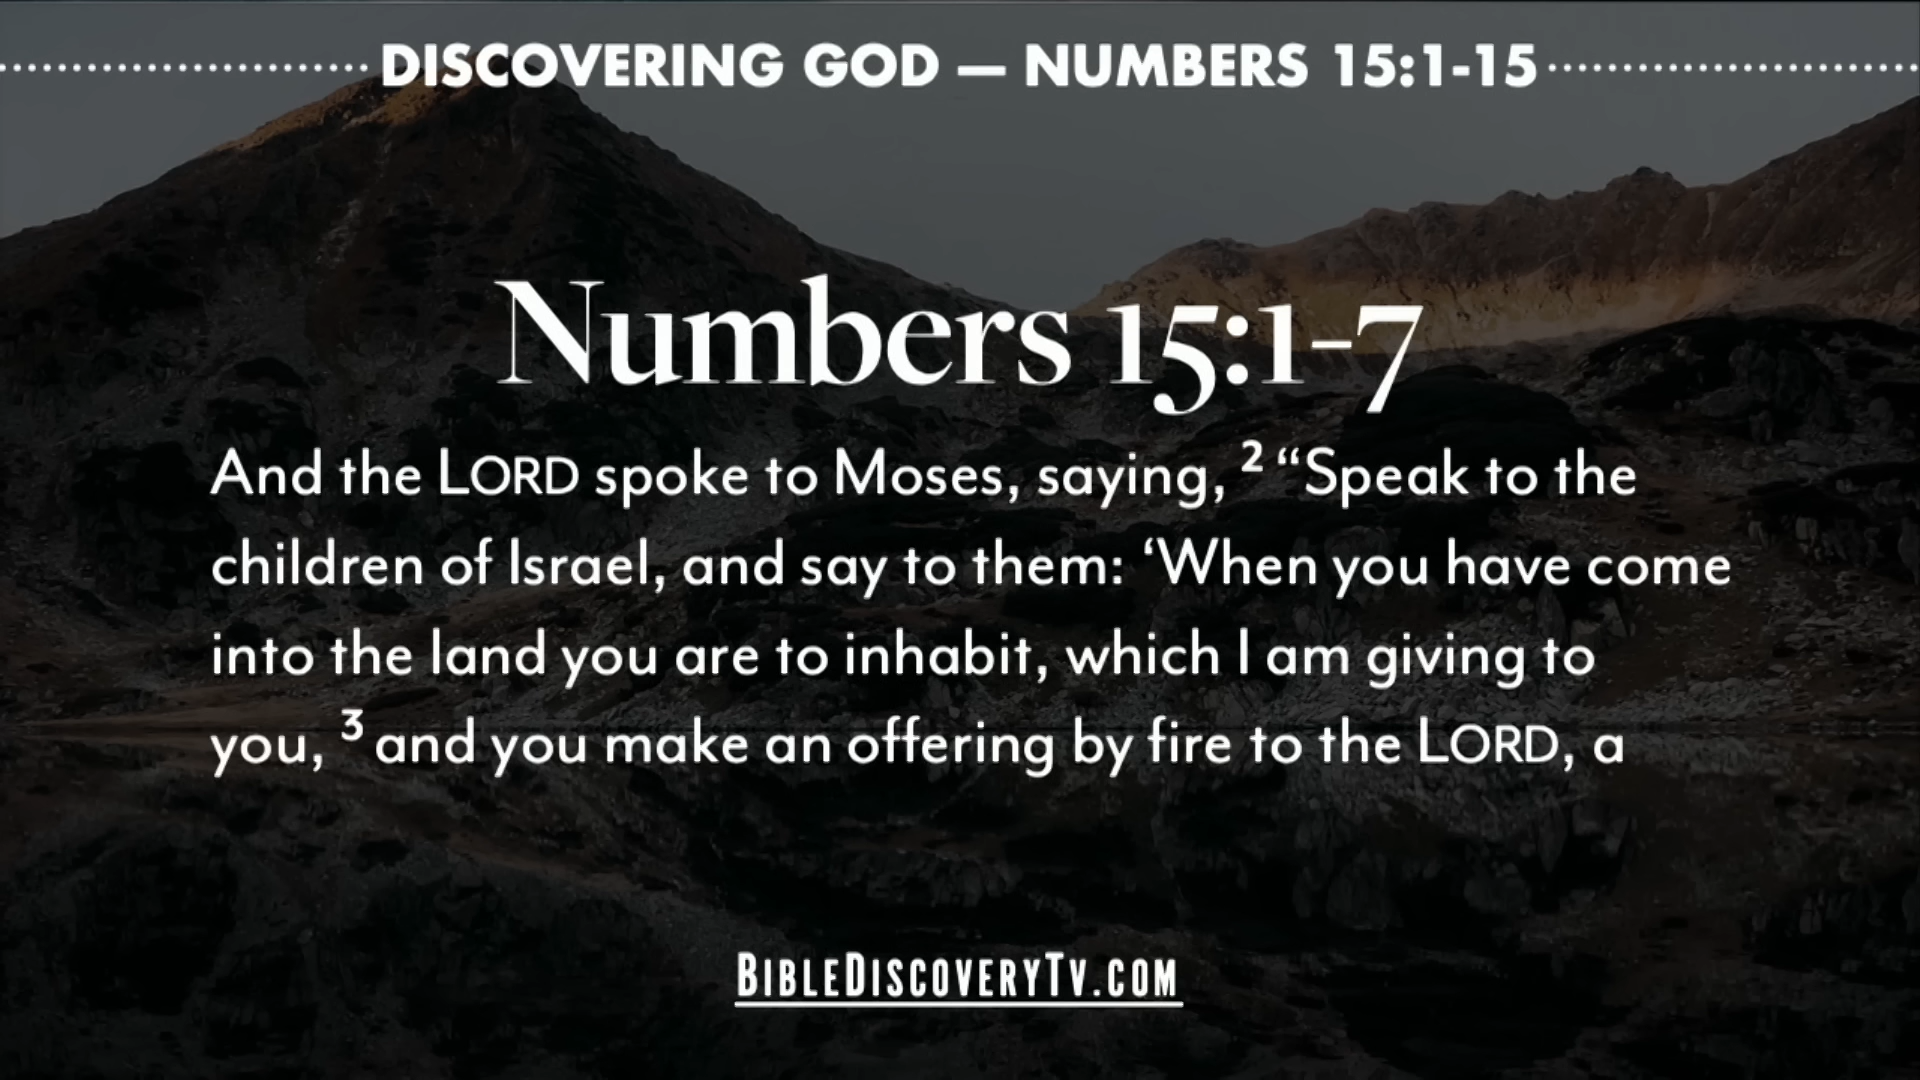 DISCOVERING GOD — NUMBERS 15:1-15
Numbers 15:1-7
And the LORD spoke to Moses, saying, ² “Speak to the
children of Israel, and say to them: ‘When you have come
into the land you are to inhabit, which I am giving to
you, ³ and you make an offering by fire to the LORD, a
BIBLEDISCOVERYTV.COM